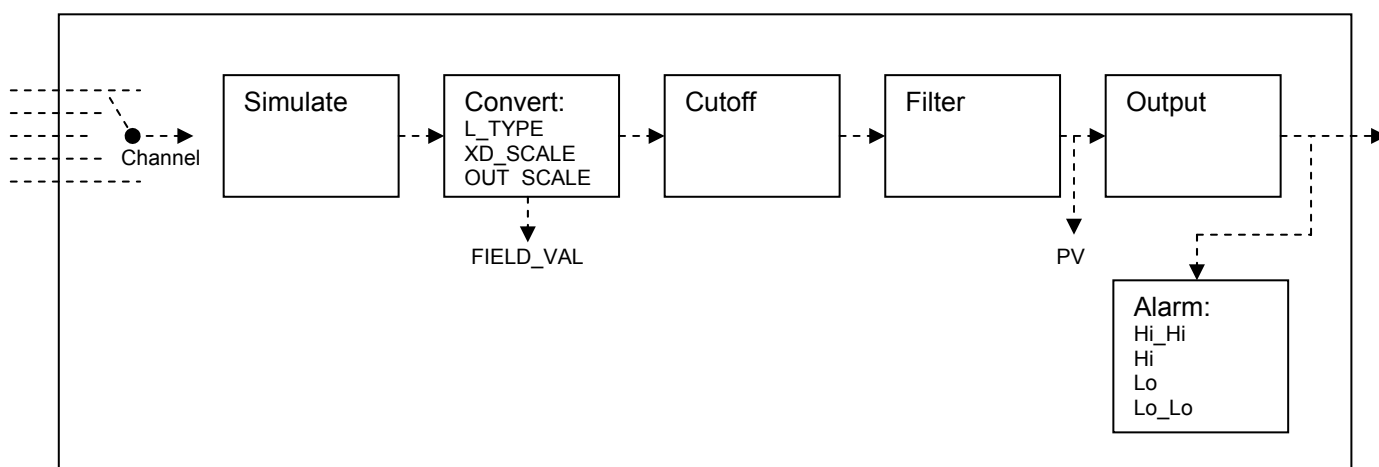 Simulate
Convert:
L_TYPE
XD_SCALE
OUT SCALE
Cutoff
Filter
Output
Channel
FIELD_VAL
PV
Alarm:
Hi_Hi
Hi
Lo
Lo_Lo